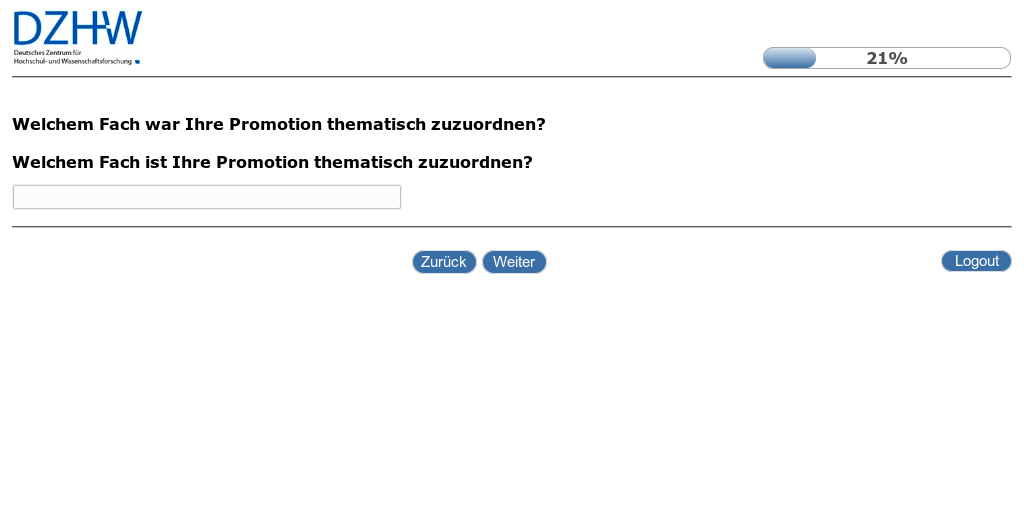 DZHW
Deutsches Zentrum für
Hochschul- und Wissenschaftsforschung
21%
Welchem Fach war Ihre Promotion thematisch zuzuordnen?
Welchem Fach ist Ihre Promotion thematisch zuzuordnen?
Zurück Weiter Logout